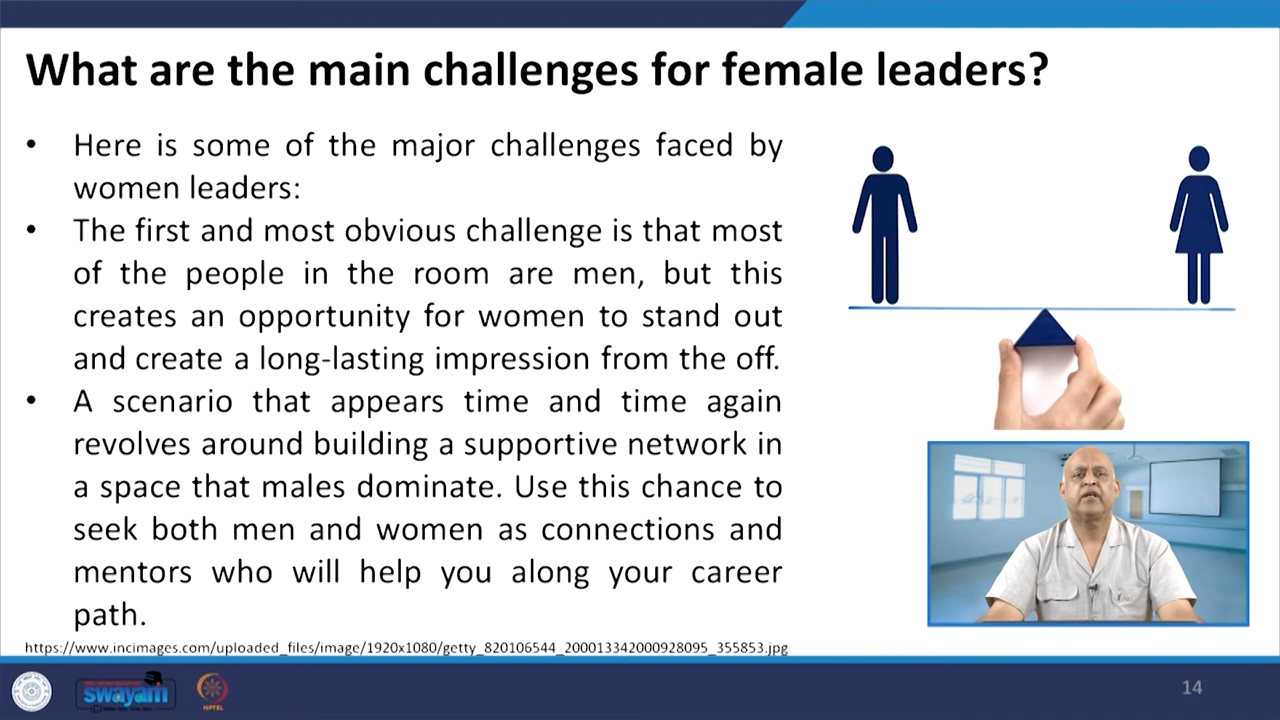 What are the main challenges for female leaders?
• Here is some of the major challenges faced by
women leaders:
• The first and most obvious challenge is that most
of the people in the room are men, but this
creates an opportunity for women to stand out
and create a long-lasting impression from the off.
• A scenario that appears time and time again
revolves around building a supportive network in
a space that males dominate. Use this chance to
seek both men and women as connections and
mentors who will help you along your career
path.
https://www.incimages.com/uploaded_files/image/1920x1080/getty_820106544_200013342000928095_355853.jpg
swayam
NPTEL
14